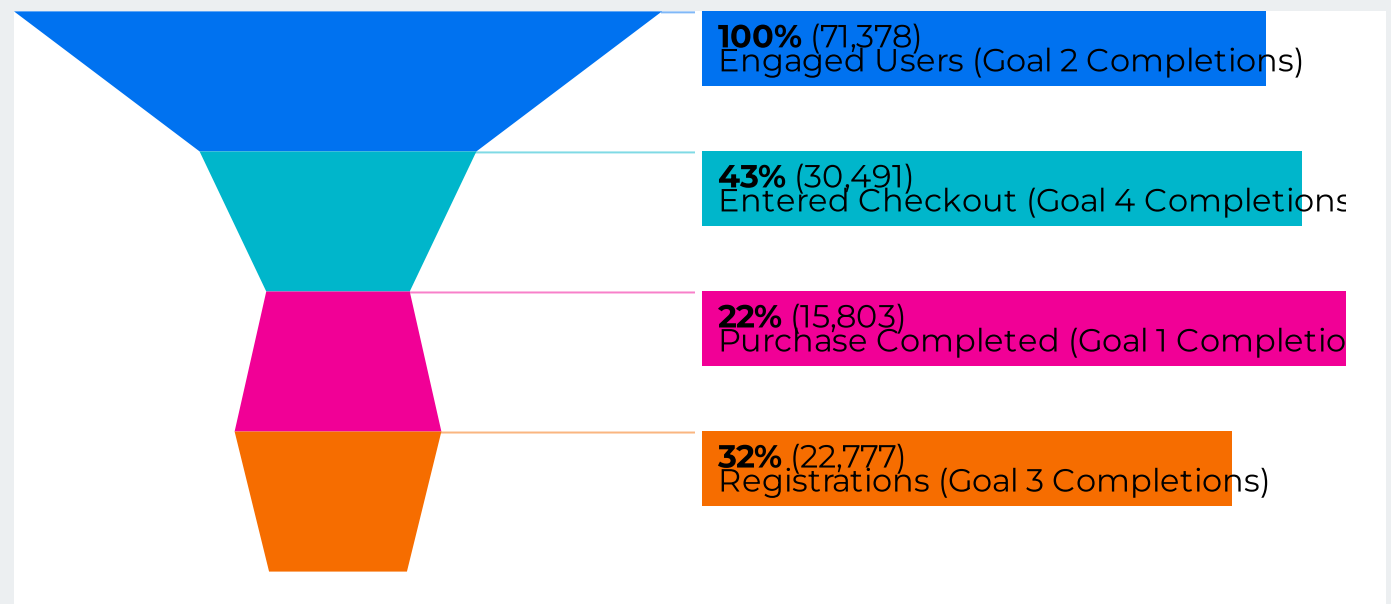 100% (71,378)
Engaged Users (Goal 2 Completions)
43% (30,491)
Entered Checkout (Goal 4 Completions
22% (15,803)
Purchase Completed (Goal 1 Completio
32% (22,777)
Registrations (Goal 3 Completions)